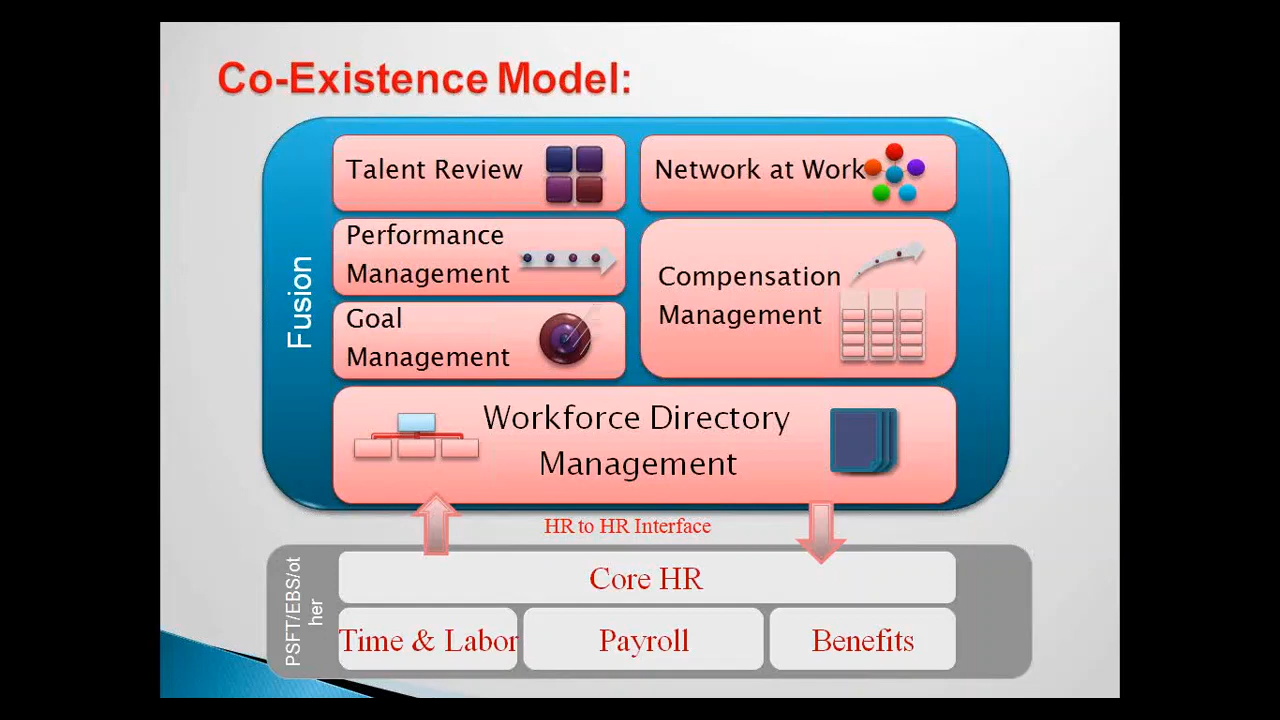 Co-Existence Model:
Fusion
Talent Review
Network at Work
Performance
Management
Compensation
Management
Goal
Management
Workforce Directory
Management
HR to HR Interface
PSFT/EBS/ot
her
Core HR
Time & Labor
Payroll
Benefits